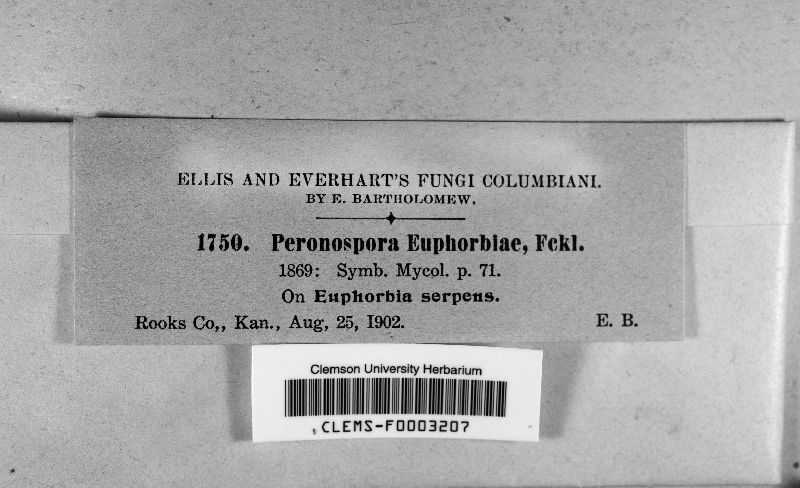 ELLIS AND EVERHART'S FUNGI COLUMBIANI.
BY E. BARTHOLOMEW.
1750. Peronospora Euphorbiae, Fckl.
1869: Symb. Mycol. p. 71.
On Euphorbia serpens.
Rooks Co,, Kan., Aug, 25, 1902. E. B.
Clemson University Herbarium
CLEMS-F0003207